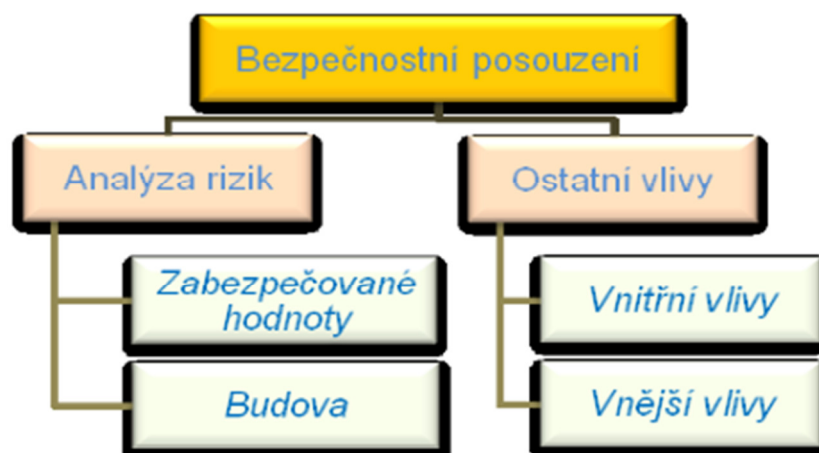 Bezpečnostní posouzení
Analýza rizik
Ostatní vlivy
Zabezpečované
hodnoty
Vnitřní vlivy
Budova
Vnější vlivy